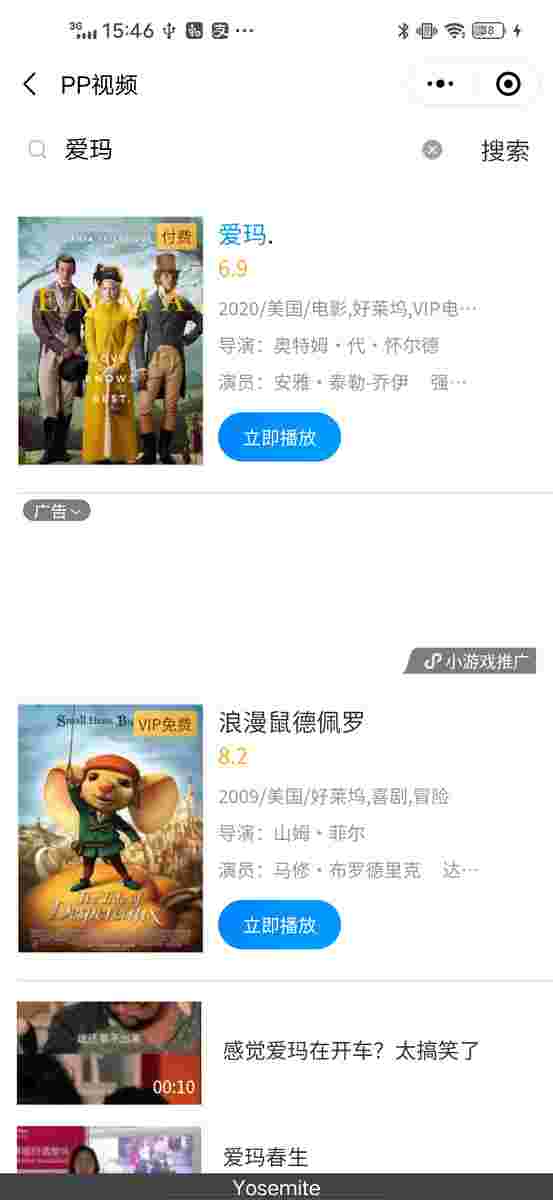 3G 15:46
PP视频
爱玛
搜索
付费
EMMA.
LOVE
KNOWS
BEST.
爱玛.
6.9
2020/美国/电影,好莱坞,VIP电…
导演：奥特姆·代·怀尔德
演员：安雅·泰勒-乔伊 强…
立即播放
广告
小游戏推广
VIP免费
Small Hero. B
The Tale of
Despereaux
浪漫鼠德佩罗
8.2
2009/美国/好莱坞,喜剧,冒险
导演：山姆·菲尔
演员：马修·布罗德里克 达…
立即播放
00:10
感觉爱玛在开车？太搞笑了
爱玛春生
Yosemite